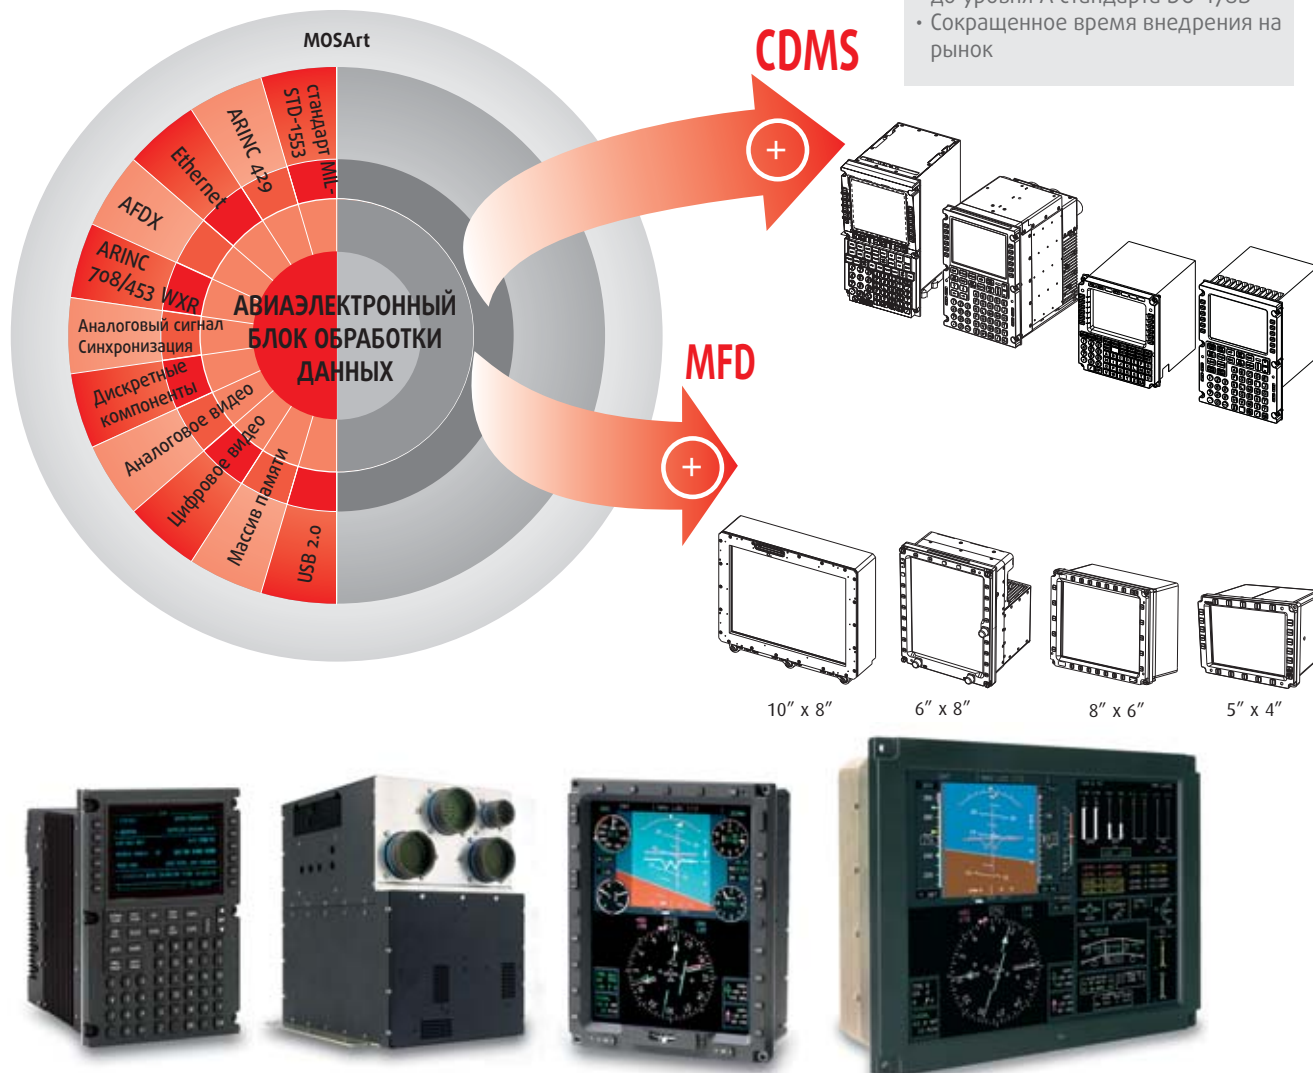 MOSArt
стандарт MIL-
STD-1553
ARINC 429
Ethernet
AFDX
ARINC
708/453 WXR
Аналоговый сигнал
Синхронизация
Дискретные
компоненты
Аналоговое видео
Цифровое видео
Массив памяти
USB 2.0
АВИАЭЛЕКТРОННЫЙ
БЛОК ОБРАБОТКИ
ДАННЫХ
CDMS
+
MFD
+
• Сокращенное время внедрения на
рынок
10" x 8"
6" x 8"
8" x 6"
5" x 4"